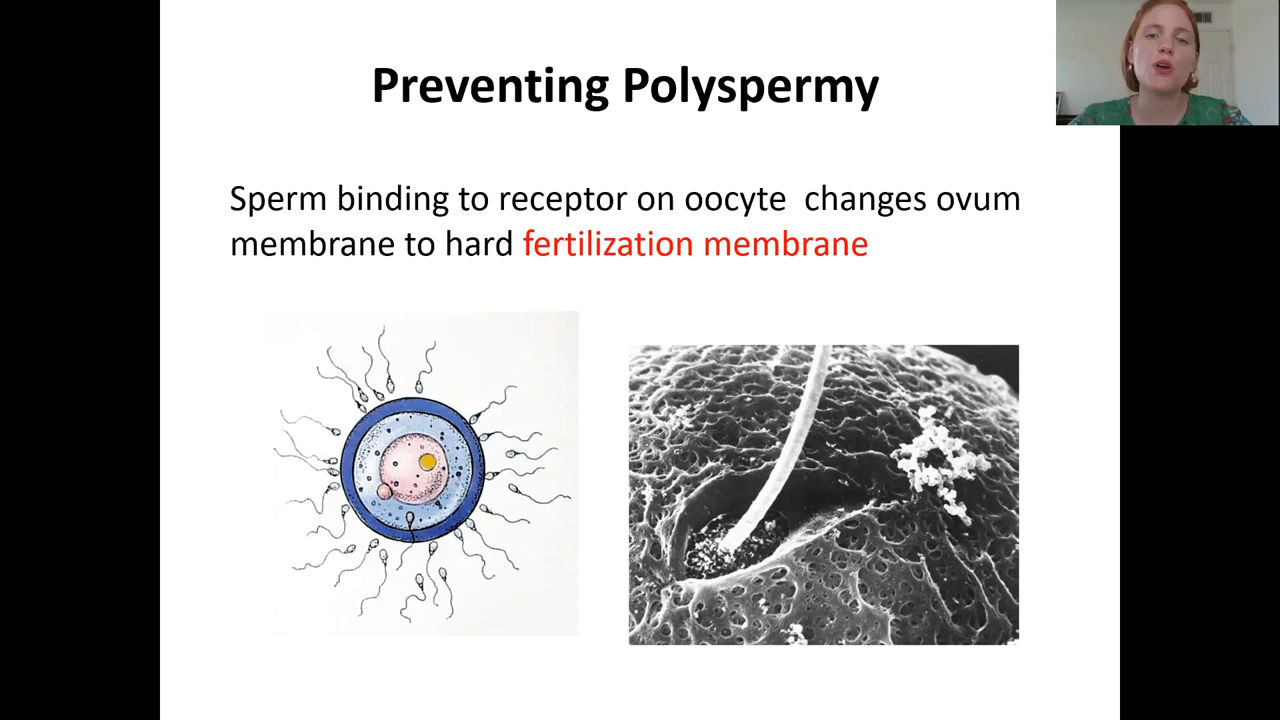 Preventing Polyspermy
Sperm binding to receptor on oocyte  changes ovum
membrane to hard fertilization membrane